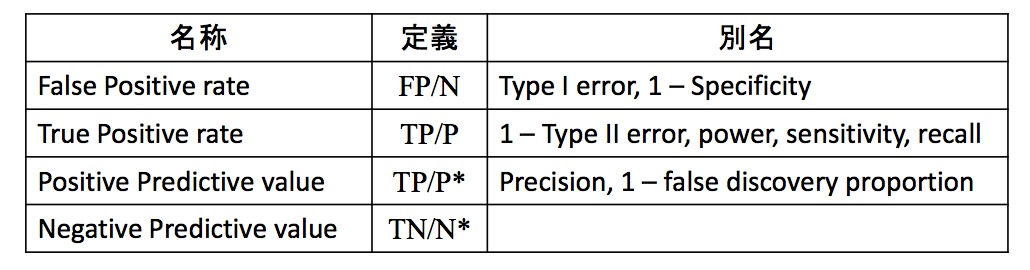 名称 定義 別名
False Positive rate FP/N Type I error, 1 – Specificity
True Positive rate TP/P 1 – Type II error, power, sensitivity, recall
Positive Predictive value TP/P* Precision, 1 – false discovery proportion
Negative Predictive value TN/N*